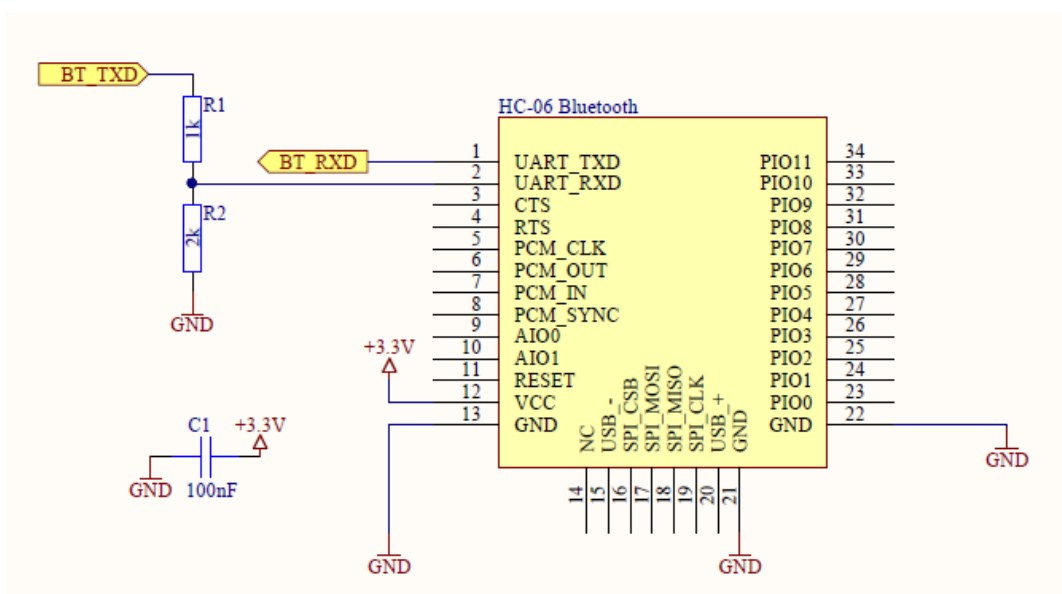 BT_TXD
R1
1k
R2
2k
GND
C1
+3.3V
GND
100nF
HC-06 Bluetooth
BT_RXD
1 UART_TXD
2 UART_RXD
3 CTS
4 RTS
5 PCM_CLK
6 PCM_OUT
7 PCM_IN
8 PCM_SYNC
9 AIO0
10 AIO1
11 RESET
+3.3V
12 VCC
13 GND
GND
NC 14
USB_- 15
SPI_CSB 16
SPI_MOSI 17
SPI_MISO 18
SPI_CLK 19
USB_+ 20
GND 21
GND
PIO11 34
PIO10 33
PIO9 32
PIO8 31
PIO7 30
PIO6 29
PIO5 28
PIO4 27
PIO3 26
PIO2 25
PIO1 24
PIO0 23
GND 22
GND